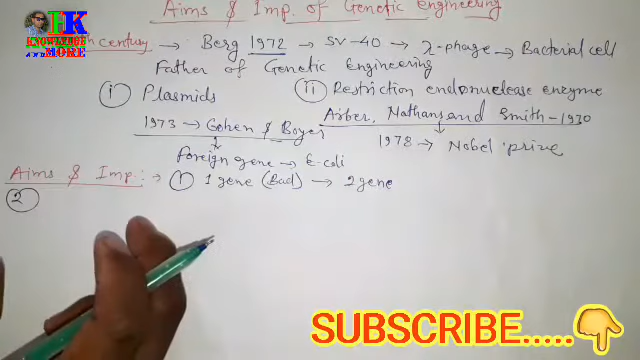 Aims & Imp. of Genetic engineering
HK
KNOWLEDGE
MORE
century → Berg 1972 → SV-40 → λ-phage → Bacterial cell
Father of Genetic Engineering
(i) Plasmids
(ii) Restriction endonuclease enzyme
1973 → Cohen & Boyer
Arber, Nathans and Smith - 1970
Foreign gene → E-coli
1978 → Nobel prize
Aims & Imp. : → (1) 1 gene (Bad) → 2 gene
(2)
SUBSCRIBE.....👇